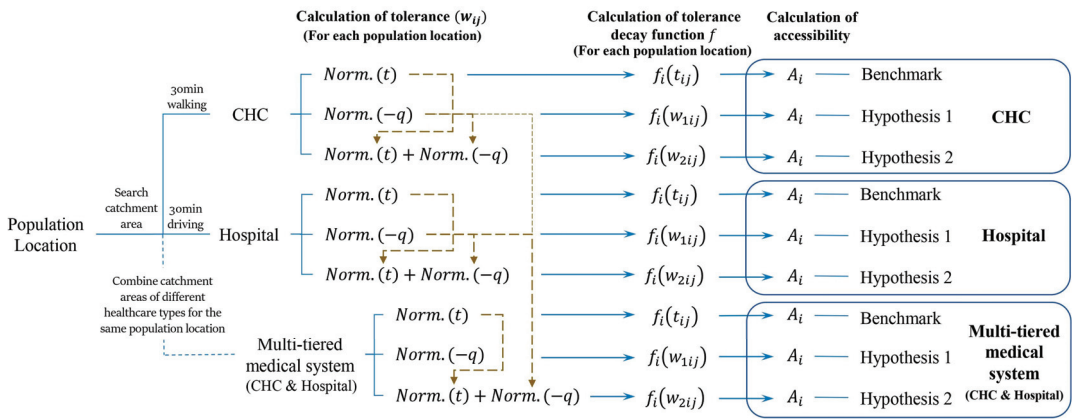 Calculation of tolerance (w_ij)
(For each population location)
Calculation of tolerance
decay function f
(For each population location)
Calculation of
accessibility
30min
walking
CHC
Norm.(t)
f_i(t_ij)
A_i
Benchmark
Norm.(-q)
f_i(w_1ij)
A_i
Hypothesis 1
CHC
Norm.(t) + Norm.(-q)
f_i(w_2ij)
A_i
Hypothesis 2
Population
Location
Search
catchment
area
30min
driving
Hospital
Norm.(t)
f_i(t_ij)
A_i
Benchmark
Norm.(-q)
f_i(w_1ij)
A_i
Hypothesis 1
Hospital
Norm.(t) + Norm.(-q)
f_i(w_2ij)
A_i
Hypothesis 2
Combine catchment
areas of different
healthcare types for the
same population location
Multi-tiered
medical system
(CHC & Hospital)
Norm.(t)
f_i(t_ij)
A_i
Benchmark
Norm.(-q)
f_i(w_1ij)
A_i
Hypothesis 1
Norm.(t) + Norm.(-q)
f_i(w_2ij)
A_i
Hypothesis 2
Multi-tiered
medical
system
(CHC & Hospital)